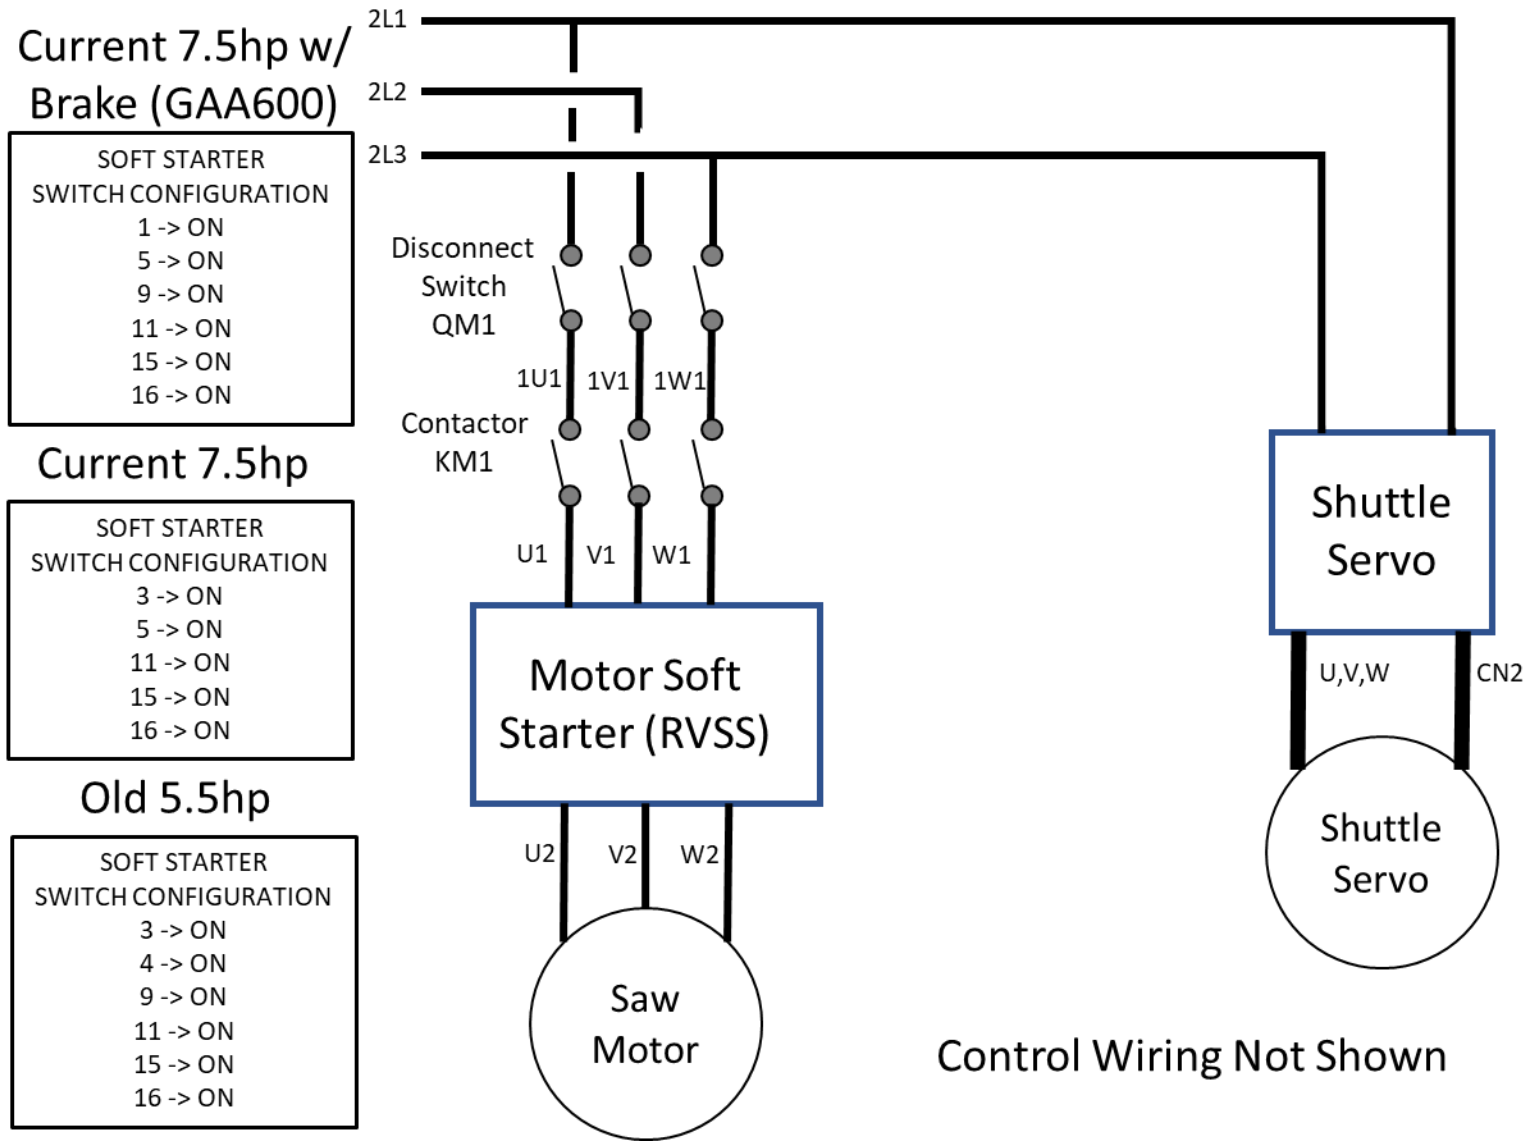 Current 7.5hp w/
Brake (GAA600)
SOFT STARTER
SWITCH CONFIGURATION
1 -> ON
5 -> ON
9 -> ON
11 -> ON
15 -> ON
16 -> ON
Current 7.5hp
SOFT STARTER
SWITCH CONFIGURATION
3 -> ON
5 -> ON
11 -> ON
15 -> ON
16 -> ON
Old 5.5hp
SOFT STARTER
SWITCH CONFIGURATION
3 -> ON
4 -> ON
9 -> ON
11 -> ON
15 -> ON
16 -> ON
2L1
2L2
2L3
Disconnect
Switch
QM1
1U1 1V1 1W1
Contactor
KM1
U1 V1 W1
Motor Soft
Starter (RVSS)
U2 V2 W2
Saw
Motor
Shuttle
Servo
U,V,W CN2
Shuttle
Servo
Control Wiring Not Shown